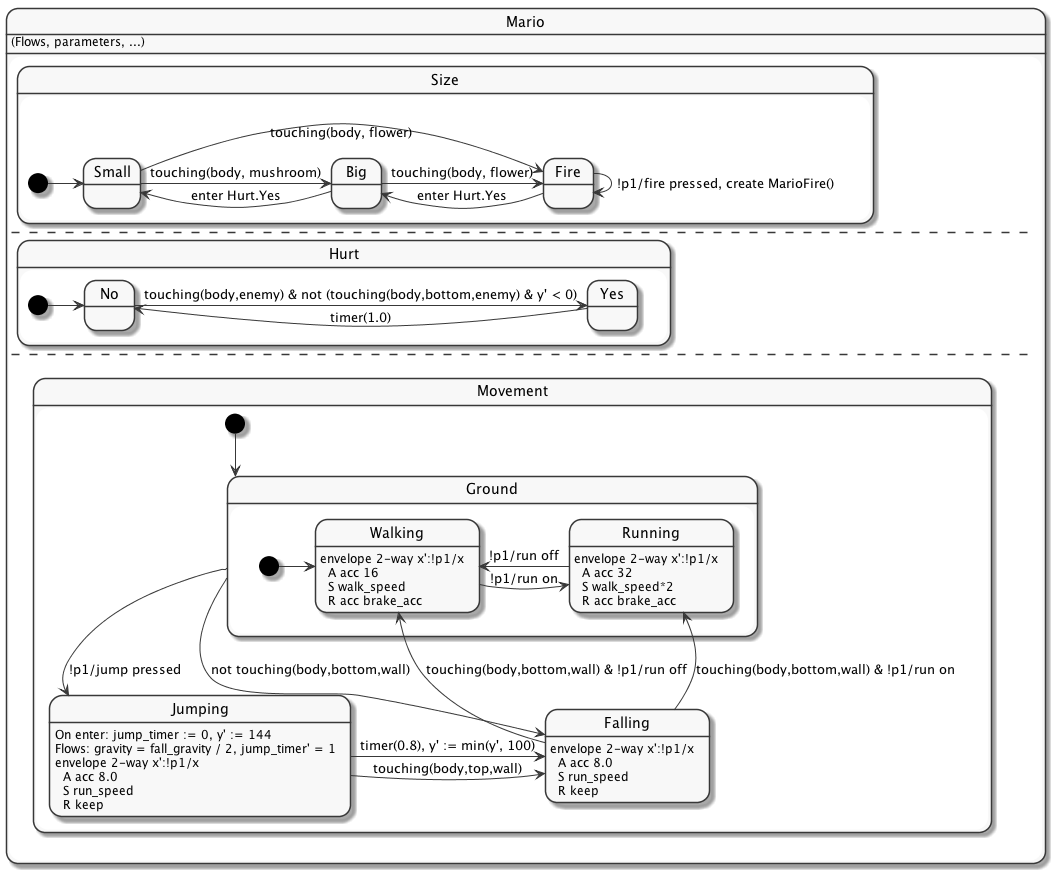 Mario
(Flows, parameters, ...)
Size
touching(body, flower)
Small
touching(body, mushroom)
Big
touching(body, flower)
Fire
!p1/fire pressed, create MarioFire()
enter Hurt.Yes
enter Hurt.Yes
Hurt
No
touching(body,enemy) & not (touching(body,bottom,enemy) & y' < 0)
Yes
timer(1.0)
Movement
Ground
Walking
envelope 2-way x':!p1/x
A acc 16
S walk_speed
R acc brake_acc
!p1/run off
!p1/run on
Running
envelope 2-way x':!p1/x
A acc 32
S walk_speed*2
R acc brake_acc
!p1/jump pressed
not touching(body,bottom,wall)
touching(body,bottom,wall) & !p1/run off
touching(body,bottom,wall) & !p1/run on
Jumping
On enter: jump_timer := 0, y' := 144
Flows: gravity = fall_gravity / 2, jump_timer' = 1
envelope 2-way x':!p1/x
A acc 8.0
S run_speed
R keep
timer(0.8), y' := min(y', 100)
touching(body,top,wall)
Falling
envelope 2-way x':!p1/x
A acc 8.0
S run_speed
R keep